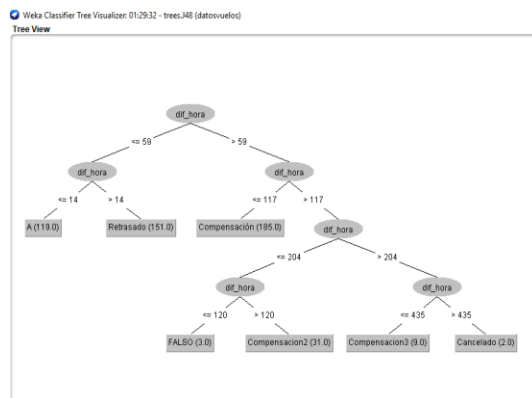 Weka Classifier Tree Visualizer: 01:29:32 - trees.J48 (datosvuelos)
Tree View
dif_hora
<= 59 > 59
dif_hora dif_hora
<= 14 > 14 <= 117 > 117
A (119.0) Retrasado (151.0) Compensación (185.0) dif_hora
<= 204 > 204
dif_hora dif_hora
<= 120 > 120 <= 435 > 435
FALSO (3.0) Compensacion2 (31.0) Compensacion3 (9.0) Cancelado (2.0)